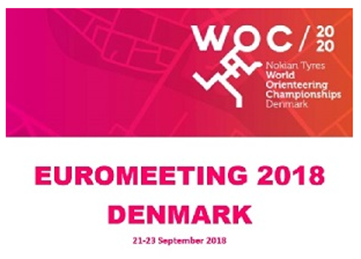 WOC/20
20
Nokian Tyres
World
Orienteering
Championships
Denmark
EUROMEETING 2018
DENMARK
21-23 September 2018